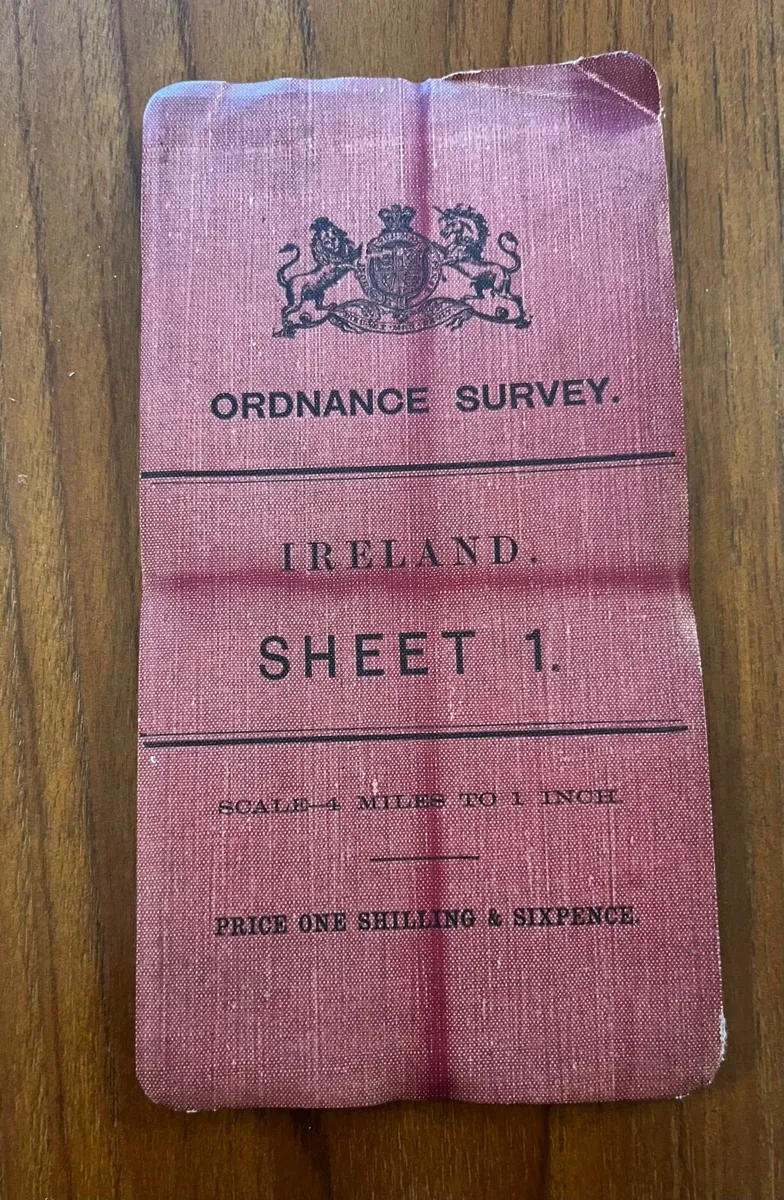 ORDNANCE SURVEY.
IRELAND.
SHEET 1.
SCALE—4 MILES TO 1 INCH.
PRICE ONE SHILLING & SIXPENCE.